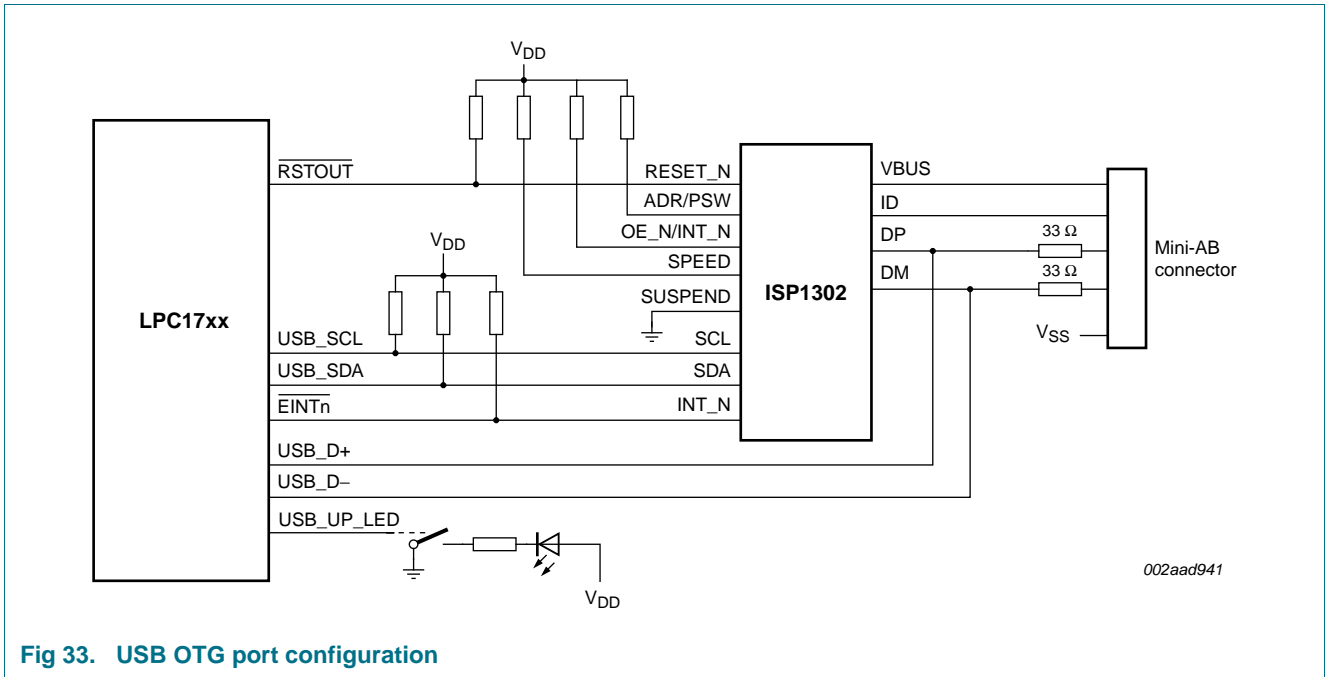 VDD
RSTOUT
RESET_N
VBUS
ADR/PSW
ID
OE_N/INT_N
DP
33 Ω
VDD
SPEED
DM
33 Ω
Mini-AB
connector
SUSPEND
ISP1302
LPC17xx
VSS
USB_SCL
SCL
USB_SDA
SDA
EINTn
INT_N
USB_D+
USB_D−
USB_UP_LED
VDD
002aad941
Fig 33. USB OTG port configuration